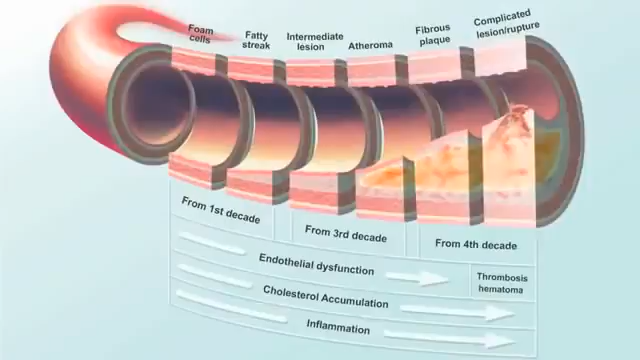 Foam
cells
Fatty
streak
Intermediate
lesion
Atheroma
Fibrous
plaque
Complicated
lesion/rupture
From 1st decade
From 3rd decade
From 4th decade
Endothelial dysfunction
Thrombosis
hematoma
Cholesterol Accumulation
Inflammation